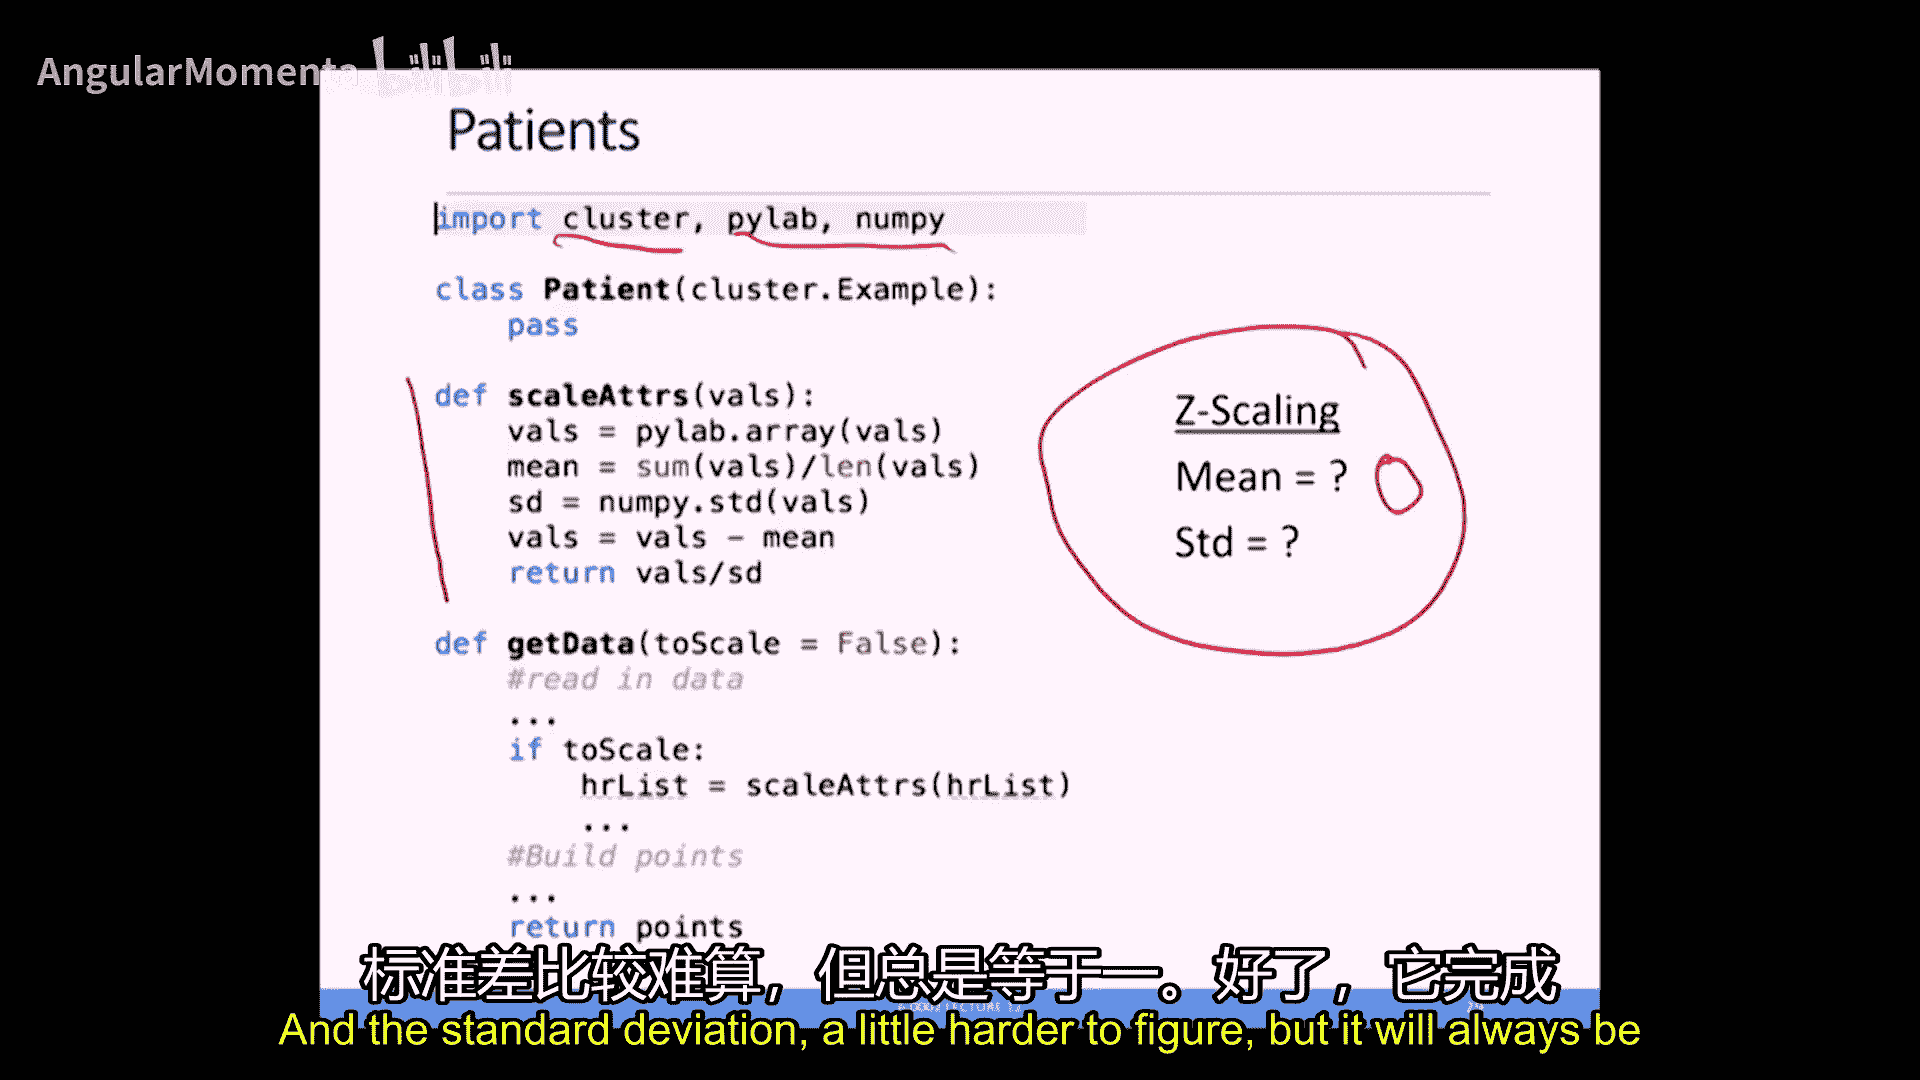 AngularMomenta bilibili
Patients
import cluster, pylab, numpy
class Patient(cluster.Example):
    pass
def scaleAttrs(vals):
    vals = pylab.array(vals)
    mean = sum(vals)/len(vals)
    sd = numpy.std(vals)
    vals = vals - mean
    return vals/sd
Z-Scaling
Mean = ?
Std = ?
def getData(toScale = False):
    #read in data
    ...
    if toScale:
        hrList = scaleAttrs(hrList)
        ...
    #Build points
    ...
    return points
标准差比较难算，但总是等于一。好了，它完成
And the standard deviation, a little harder to figure, but it will always be